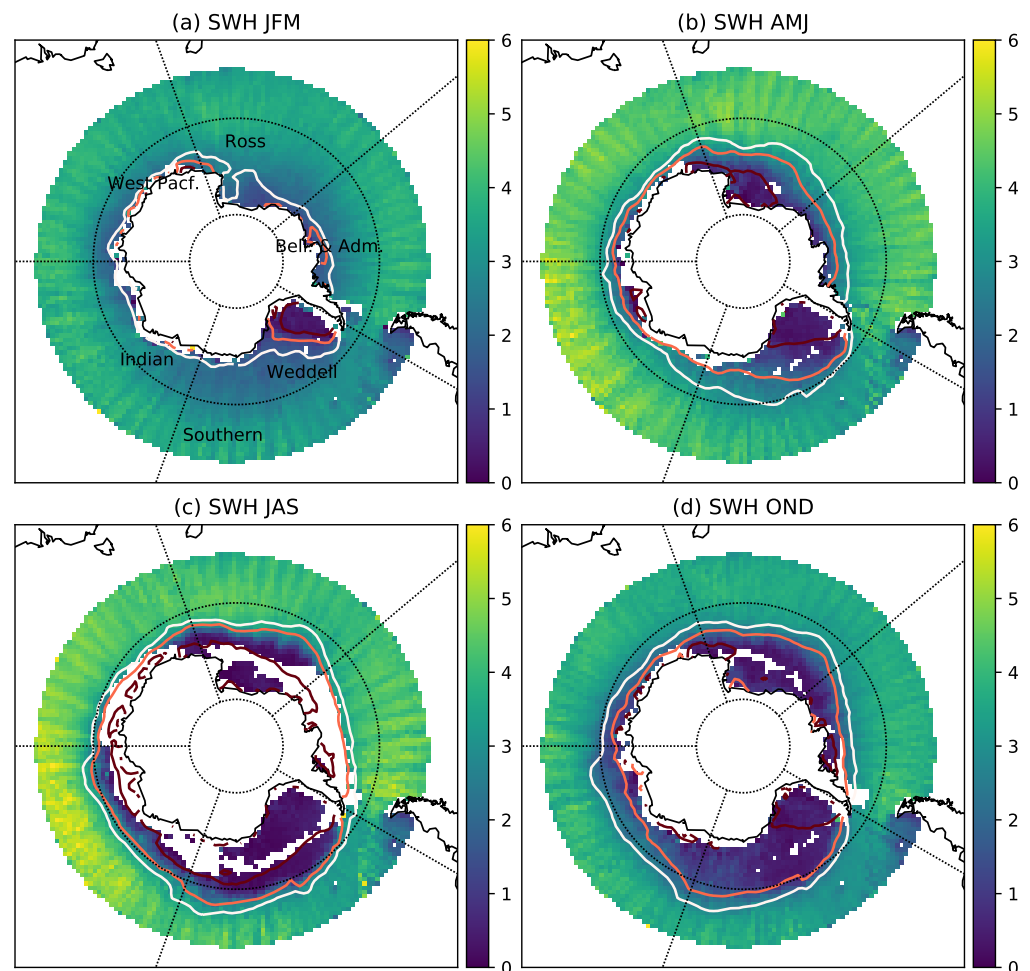 (a) SWH JFM
6
5
4
3
2
1
0
Ross
West Pacf.
Bell. & Adm.
Indian
Weddell
Southern
(b) SWH AMJ
6
5
4
3
2
1
0
(c) SWH JAS
6
5
4
3
2
1
0
(d) SWH OND
6
5
4
3
2
1
0